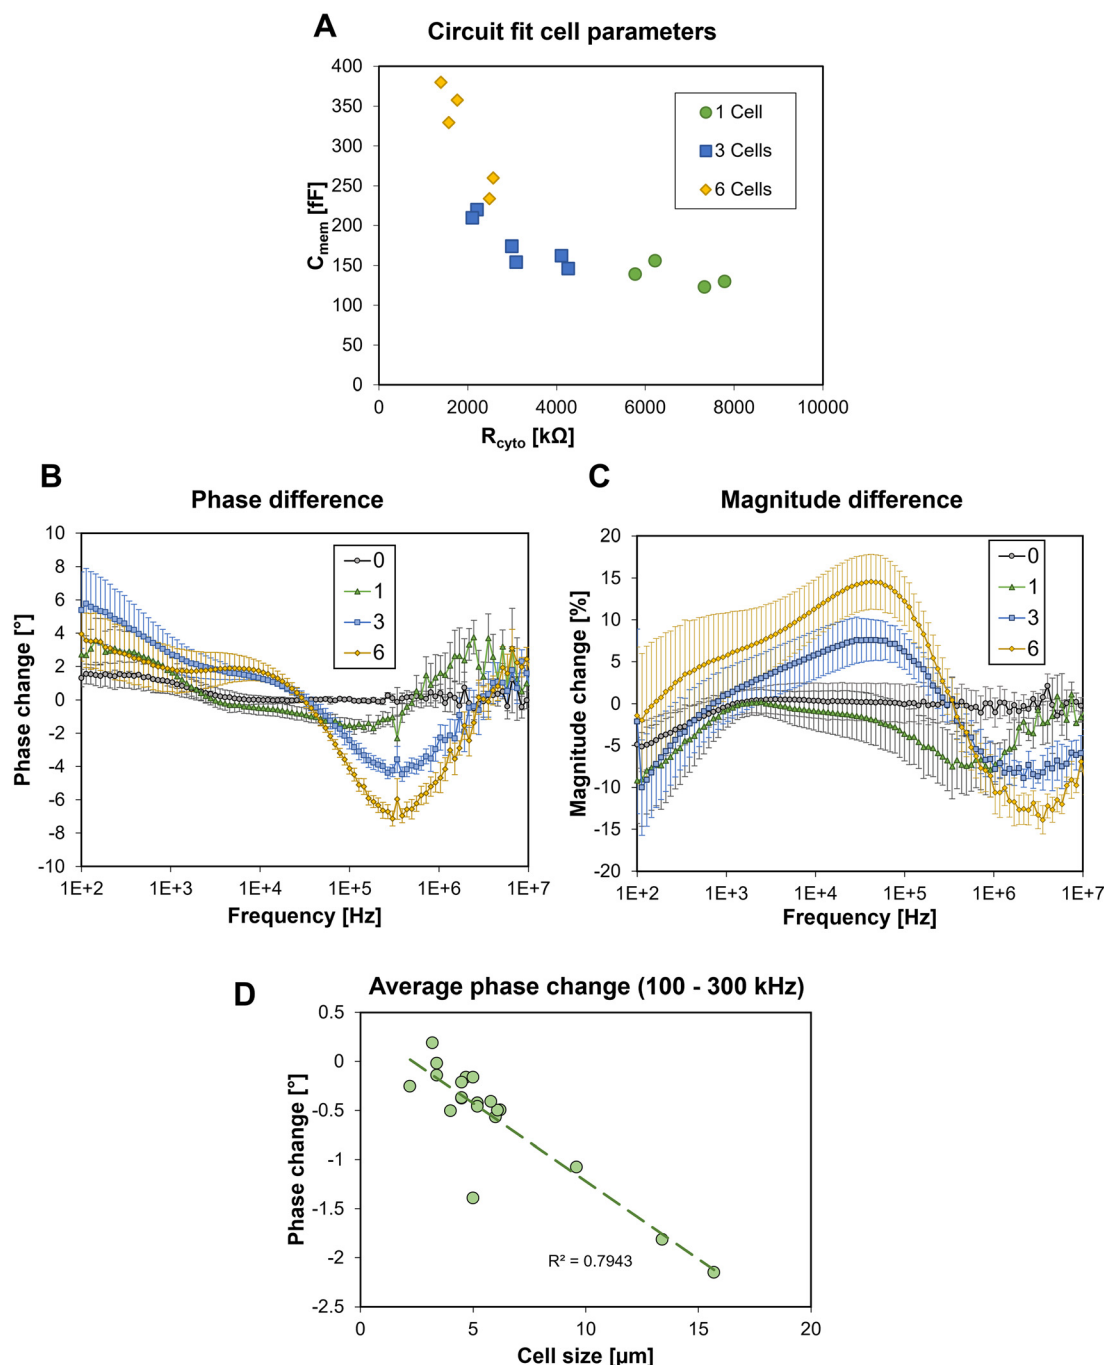 A
Circuit fit cell parameters
400
350
300
250
200
150
100
50
0
C_mem [fF]
1 Cell
3 Cells
6 Cells
0 2000 4000 6000 8000 10000
R_cyto [kΩ]
B
Phase difference
10
8
6
4
2
0
-2
-4
-6
-8
-10
Phase change [°]
0
1
3
6
1E+2 1E+3 1E+4 1E+5 1E+6 1E+7
Frequency [Hz]
C
Magnitude difference
20
15
10
5
0
-5
-10
-15
-20
Magnitude change [%]
0
1
3
6
1E+2 1E+3 1E+4 1E+5 1E+6 1E+7
Frequency [Hz]
D
Average phase change (100 - 300 kHz)
0.5
0
-0.5
-1
-1.5
-2
-2.5
Phase change [°]
R² = 0.7943
0 5 10 15 20
Cell size [µm]